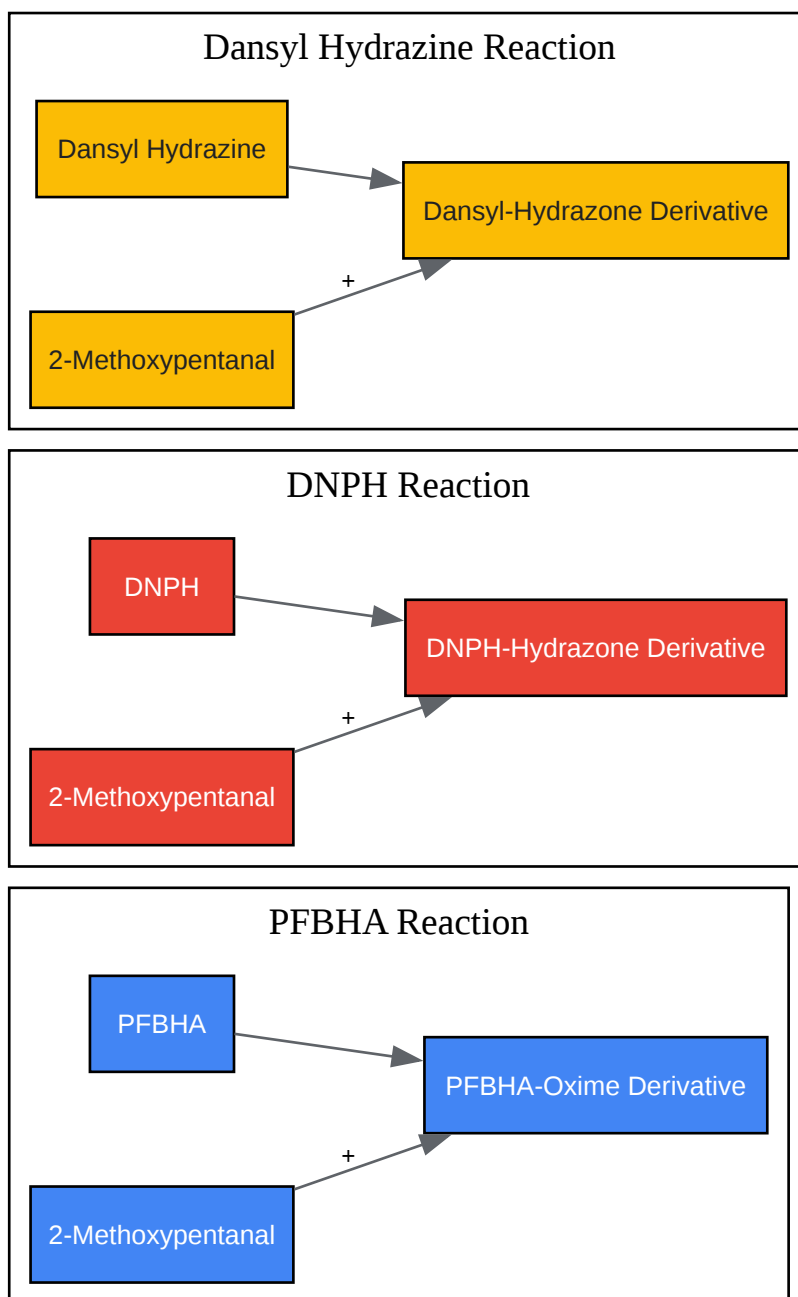 Dansyl Hydrazine Reaction
Dansyl Hydrazine
Dansyl-Hydrazone Derivative
+
2-Methoxypentanal
DNPH Reaction
DNPH
DNPH-Hydrazone Derivative
+
2-Methoxypentanal
PFBHA Reaction
PFBHA
PFBHA-Oxime Derivative
+
2-Methoxypentanal